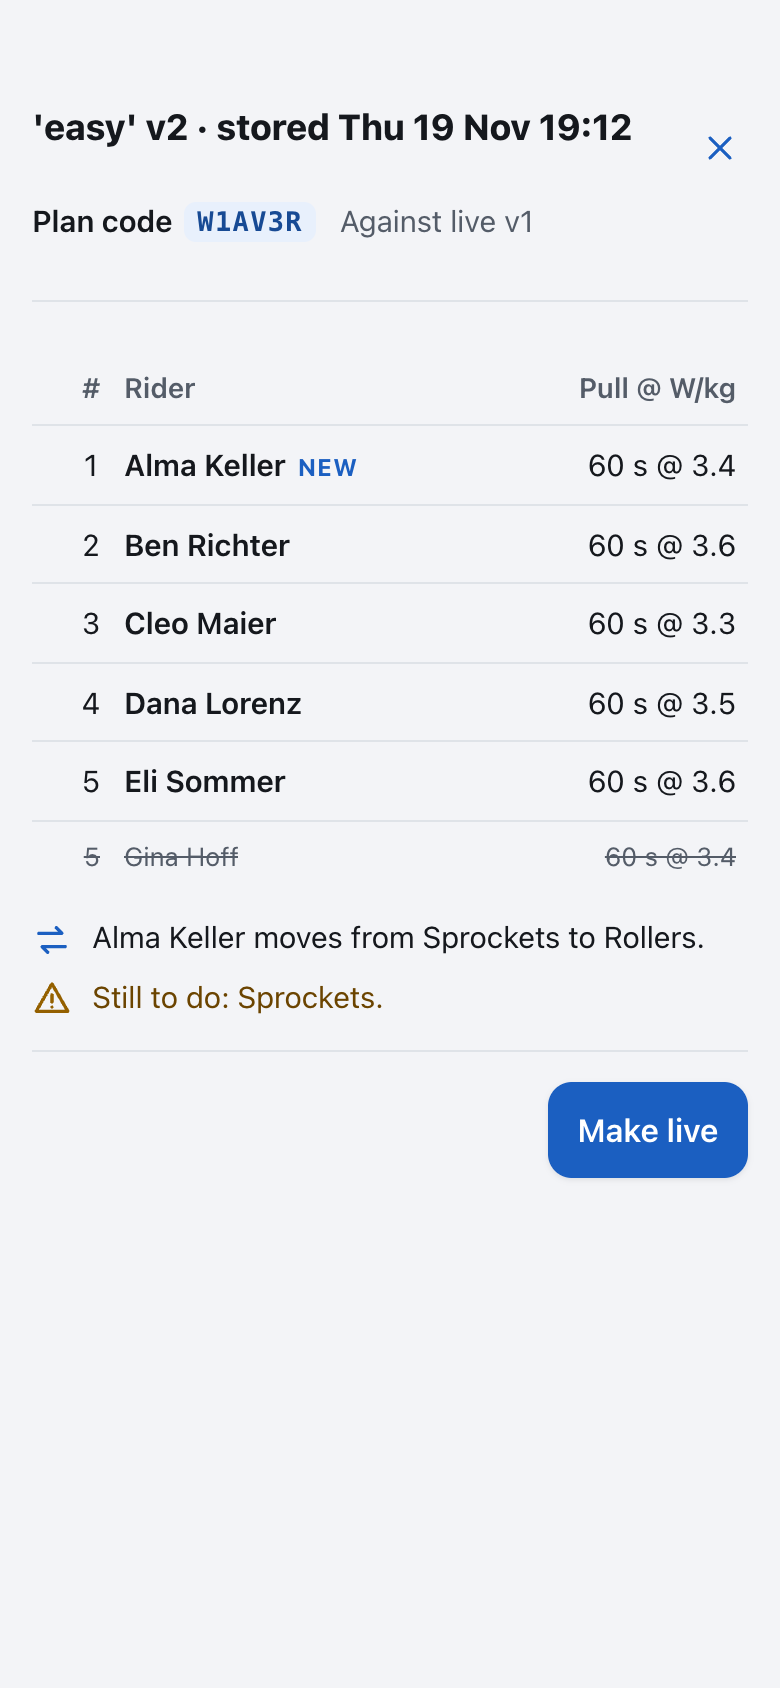 'easy' v2 · stored Thu 19 Nov 19:12
Plan code W1AV3R Against live v1
# Rider Pull @ W/kg
1 Alma Keller NEW 60 s @ 3.4
2 Ben Richter 60 s @ 3.6
3 Cleo Maier 60 s @ 3.3
4 Dana Lorenz 60 s @ 3.5
5 Eli Sommer 60 s @ 3.6
5 Gina Hoff 60 s @ 3.4
Alma Keller moves from Sprockets to Rollers.
Still to do: Sprockets.
Make live